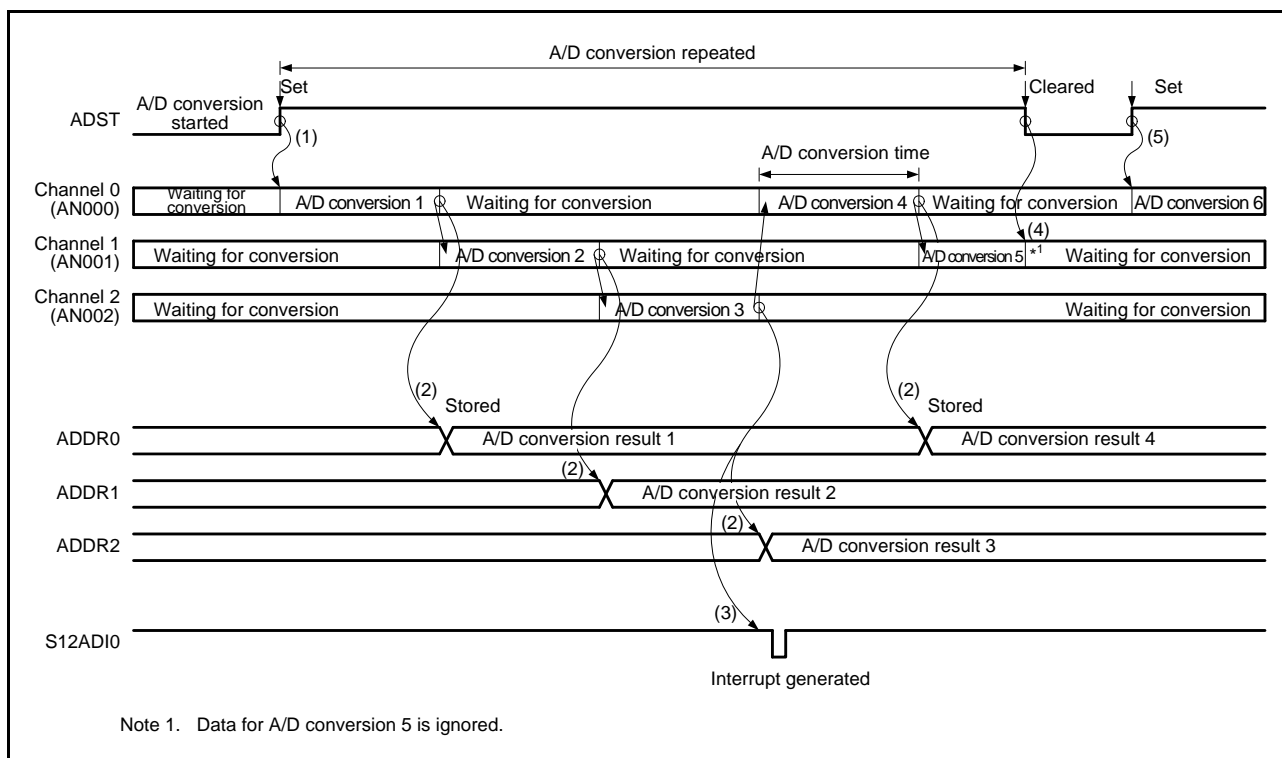 A/D conversion repeated
Set
Cleared
Set
ADST
A/D conversion
started
(1)
(5)
A/D conversion time
Channel 0
(AN000)
Waiting for
conversion
A/D conversion 1
Waiting for conversion
A/D conversion 4
Waiting for conversion
A/D conversion 6
(4)
Channel 1
(AN001)
Waiting for conversion
A/D conversion 2
Waiting for conversion
A/D conversion 5
*1
Waiting for conversion
Channel 2
(AN002)
Waiting for conversion
A/D conversion 3
Waiting for conversion
(2)
Stored
(2)
Stored
ADDR0
A/D conversion result 1
A/D conversion result 4
(2)
ADDR1
A/D conversion result 2
(2)
ADDR2
A/D conversion result 3
(3)
S12ADI0
Interrupt generated
Note 1. Data for A/D conversion 5 is ignored.